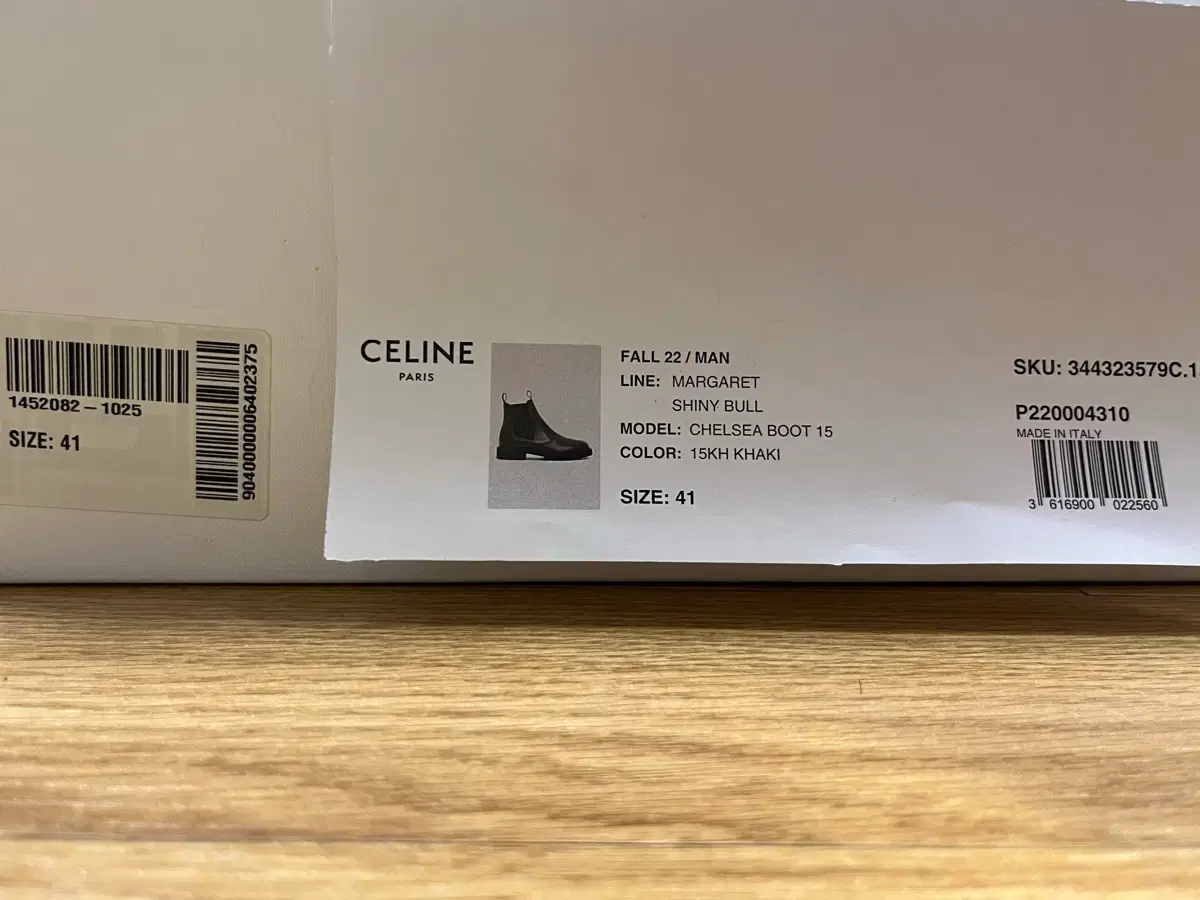 1452082-1025
SIZE: 41
9040000006402375
CELINE
PARIS
FALL 22 / MAN
LINE: MARGARET
SHINY BULL
MODEL: CHELSEA BOOT 15
COLOR: 15KH KHAKI
SIZE: 41
SKU: 344323579C.1
P220004310
MADE IN ITALY
3 616900 022560